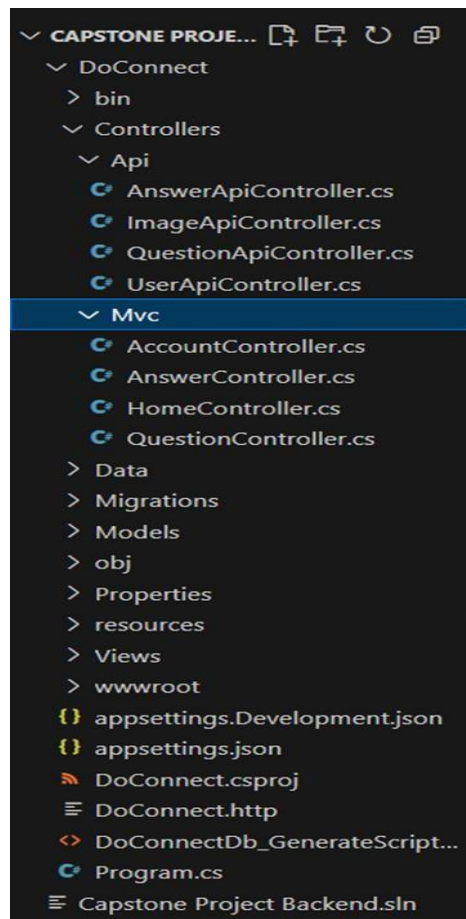 CAPSTONE PROJE...
DoConnect
bin
Controllers
Api
C# AnswerApiController.cs
C# ImageApiController.cs
C# QuestionApiController.cs
C# UserApiController.cs
Mvc
C# AccountController.cs
C# AnswerController.cs
C# HomeController.cs
C# QuestionController.cs
Data
Migrations
Models
obj
Properties
resources
Views
wwwroot
{} appsettings.Development.json
{} appsettings.json
DoConnect.csproj
DoConnect.http
<> DoConnectDb_GenerateScript...
C# Program.cs
Capstone Project Backend.sln